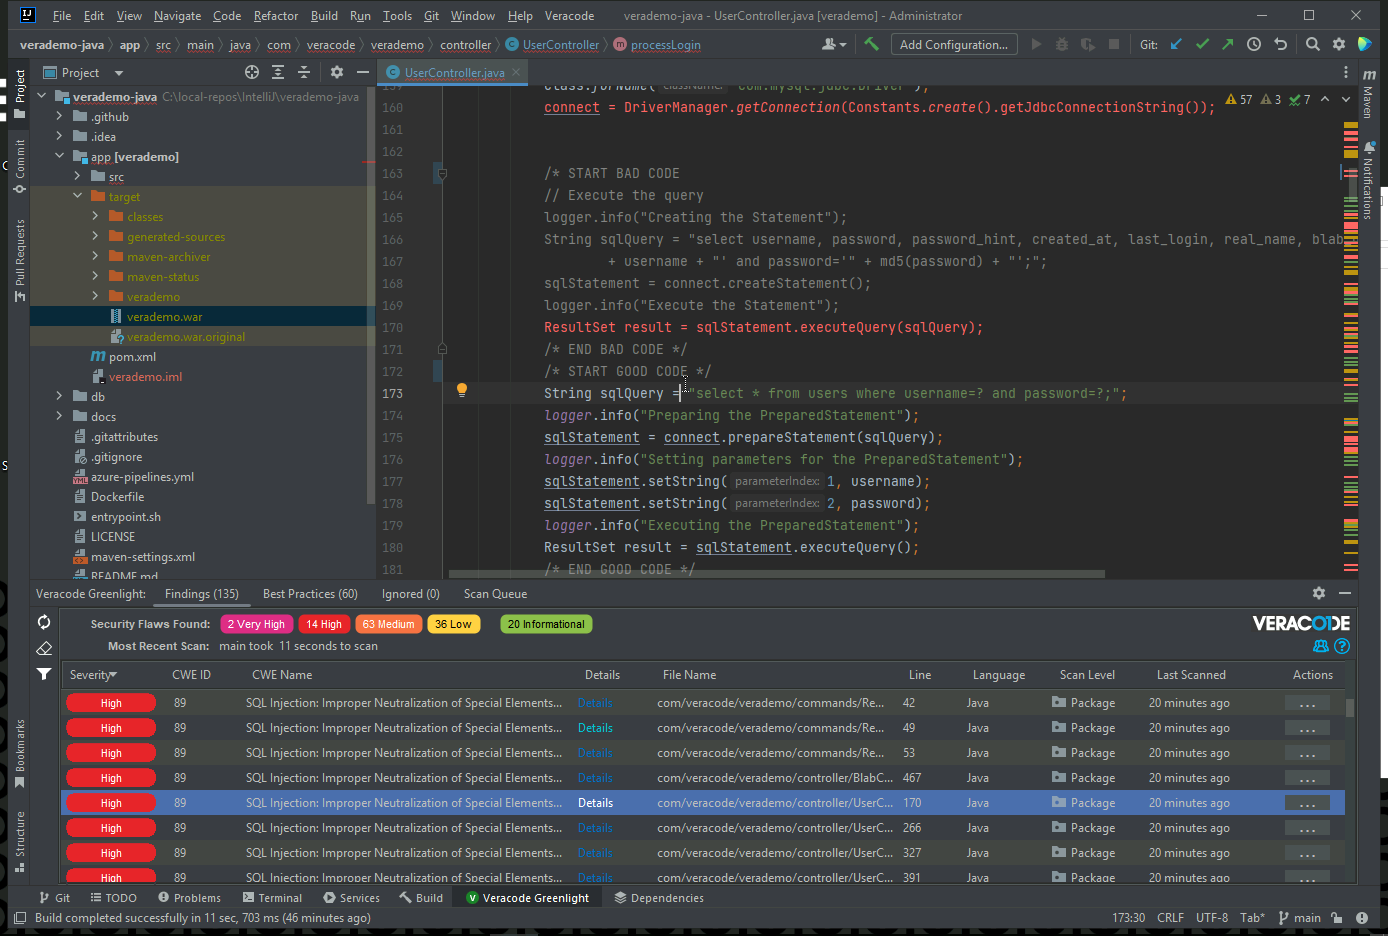 File Edit View Navigate Code Refactor Build Run Tools Git Window Help Veracode verademo-java - UserController.java [verademo] - Administrator
verademo-java app src main java com veracode verademo controller UserController processLogin Add Configuration... Git:
Project UserController.java
verademo-java C:\local-repos\IntelliJ\verademo-java
.github
.idea
app [verademo]
src
target
classes
generated-sources
maven-archiver
maven-status
verademo
verademo.war
verademo.war.original
pom.xml
verademo.iml
db
docs
.gitattributes
.gitignore
azure-pipelines.yml
Dockerfile
entrypoint.sh
LICENSE
maven-settings.xml
README.md
Project
Commit
Pull Requests
Bookmarks
Structure
57 3 7
159 Class.forName( className: "com.mysql.jdbc.Driver");
160 connect = DriverManager.getConnection(Constants.create().getJdbcConnectionString());
161
162
163 /* START BAD CODE
164 // Execute the query
165 logger.info("Creating the Statement");
166 String sqlQuery = "select username, password, password_hint, created_at, last_login, real_name, blab_
167 + username + "' and password='" + md5(password) + "';";
168 sqlStatement = connect.createStatement();
169 logger.info("Execute the Statement");
170 ResultSet result = sqlStatement.executeQuery(sqlQuery);
171 /* END BAD CODE */
172 /* START GOOD CODE */
173 String sqlQuery = "select * from users where username=? and password=?;";
174 logger.info("Preparing the PreparedStatement");
175 sqlStatement = connect.prepareStatement(sqlQuery);
176 logger.info("Setting parameters for the PreparedStatement");
177 sqlStatement.setString( parameterIndex: 1, username);
178 sqlStatement.setString( parameterIndex: 2, password);
179 logger.info("Executing the PreparedStatement");
180 ResultSet result = sqlStatement.executeQuery();
181 /* END GOOD CODE */
m
Maven
Notifications
Veracode Greenlight: Findings (135) Best Practices (60) Ignored (0) Scan Queue
Security Flaws Found: 2 Very High 14 High 63 Medium 36 Low 20 Informational VERACODE
Most Recent Scan: main took 11 seconds to scan
Severity CWE ID CWE Name Details File Name Line Language Scan Level Last Scanned Actions
High 89 SQL Injection: Improper Neutralization of Special Elements... Details com/veracode/verademo/commands/Re... 42 Java Package 20 minutes ago ...
High 89 SQL Injection: Improper Neutralization of Special Elements... Details com/veracode/verademo/commands/Re... 49 Java Package 20 minutes ago ...
High 89 SQL Injection: Improper Neutralization of Special Elements... Details com/veracode/verademo/commands/Re... 53 Java Package 20 minutes ago ...
High 89 SQL Injection: Improper Neutralization of Special Elements... Details com/veracode/verademo/controller/BlabC... 467 Java Package 20 minutes ago ...
High 89 SQL Injection: Improper Neutralization of Special Elements... Details com/veracode/verademo/controller/UserC... 170 Java Package 20 minutes ago ...
High 89 SQL Injection: Improper Neutralization of Special Elements... Details com/veracode/verademo/controller/UserC... 266 Java Package 20 minutes ago ...
High 89 SQL Injection: Improper Neutralization of Special Elements... Details com/veracode/verademo/controller/UserC... 327 Java Package 20 minutes ago ...
High 89 SQL Injection: Improper Neutralization of Special Elements... Details com/veracode/verademo/controller/UserC... 391 Java Package 20 minutes ago ...
Git TODO Problems Terminal Services Build Veracode Greenlight Dependencies
Build completed successfully in 11 sec, 703 ms (46 minutes ago) 173:30 CRLF UTF-8 Tab* main